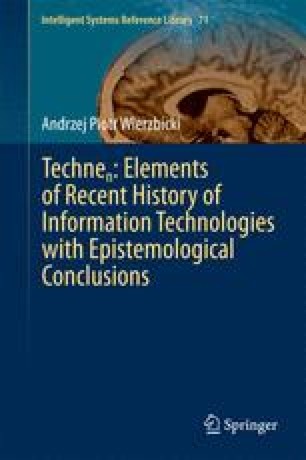 Intelligent Systems Reference Library 71
Andrzej Piotr Wierzbicki
Technen: Elements
of Recent History of
Information Technologies
with Epistemological
Conclusions
Springer